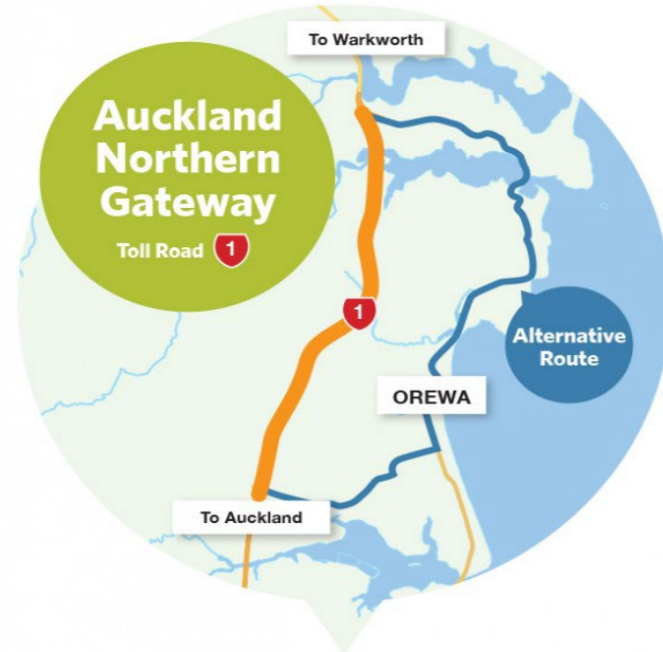 To Warkworth
Auckland
Northern
Gateway
Toll Road 1
1
Alternative
Route
OREWA
To Auckland